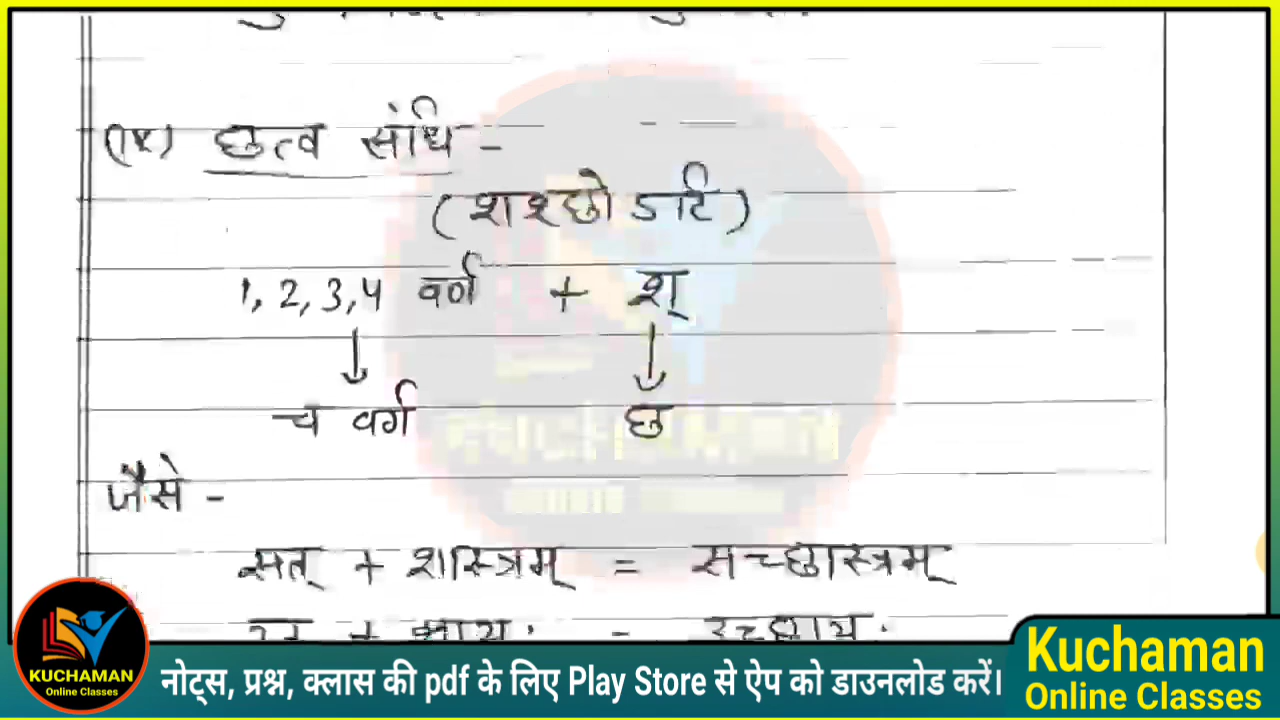 छत्व संधि -
(शश्छोऽटि)
1, 2, 3, 4 वर्ण + श्
च वर्ग छ
जैसे -
सत् + शास्त्रम् = सच्छास्त्रम्
KUCHAMAN
Online Classes
नोट्स, प्रश्न, क्लास की pdf के लिए Play Store से ऐप को डाउनलोड करें।
Kuchaman
Online Classes